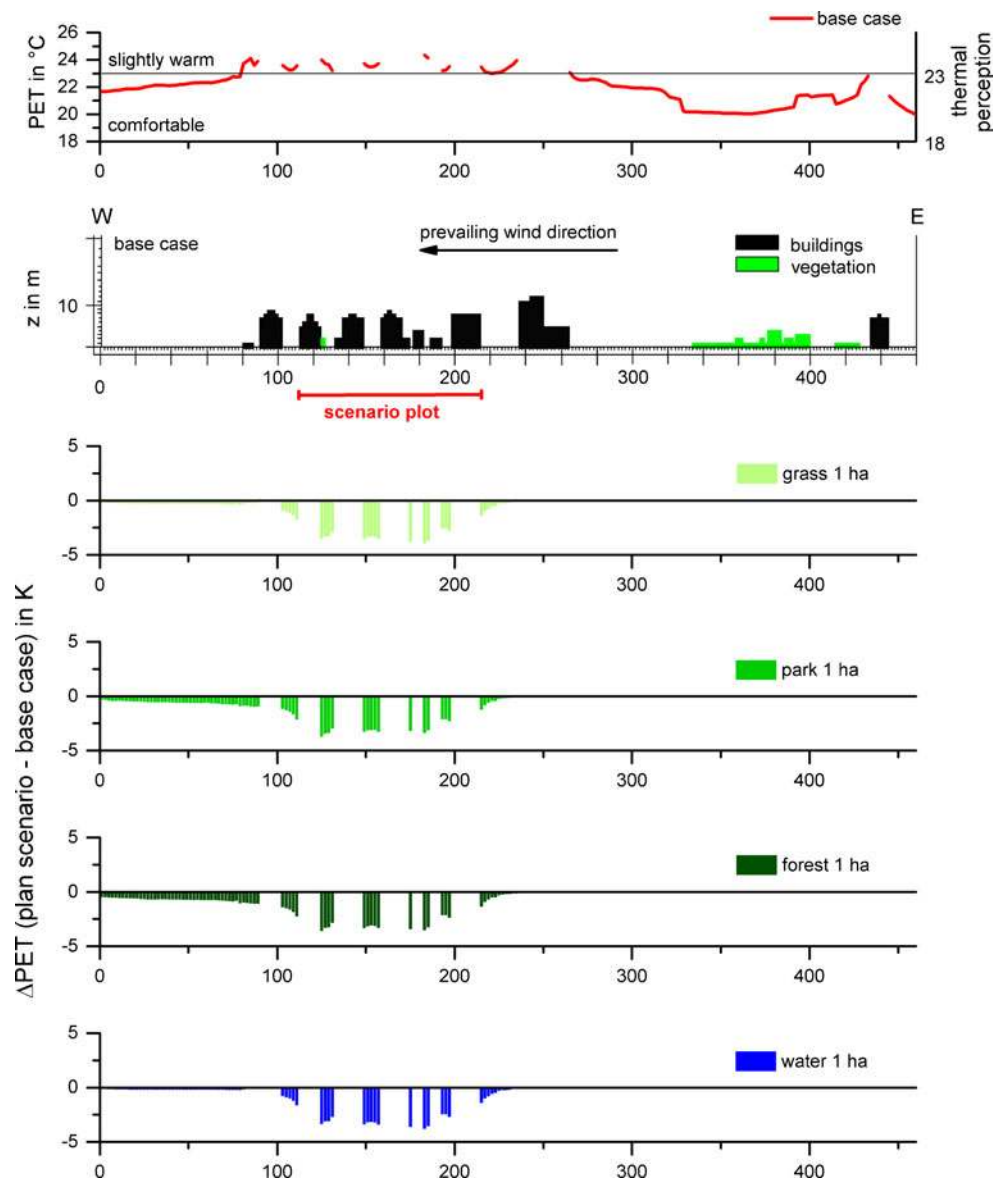 base case
PET in °C
26
24
22
20
18
slightly warm
comfortable
23
18
thermal
perception
0 100 200 300 400
W E
base case
prevailing wind direction
buildings
vegetation
z in m
10
0 100 200 300 400
scenario plot
ΔPET (plan scenario - base case) in K
5
grass 1 ha
0
-5
0 100 200 300 400
5
park 1 ha
0
-5
0 100 200 300 400
5
forest 1 ha
0
-5
0 100 200 300 400
5
water 1 ha
0
-5
0 100 200 300 400